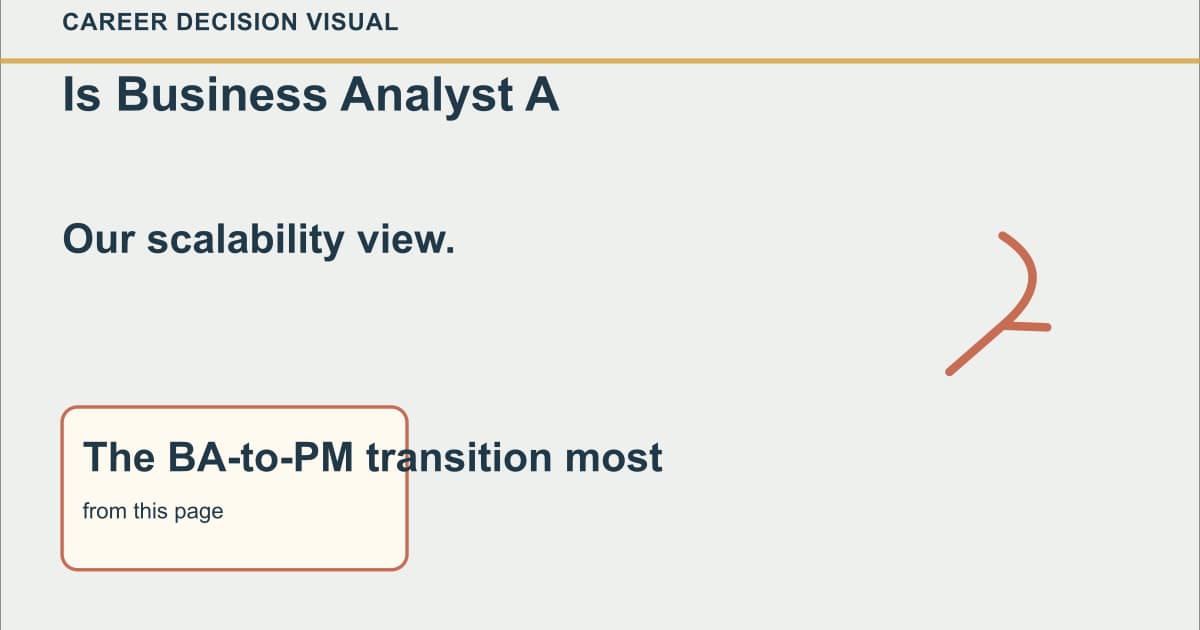 CAREER DECISION VISUAL
Is Business Analyst A
Our scalability view.
The BA-to-PM transition most
from this page